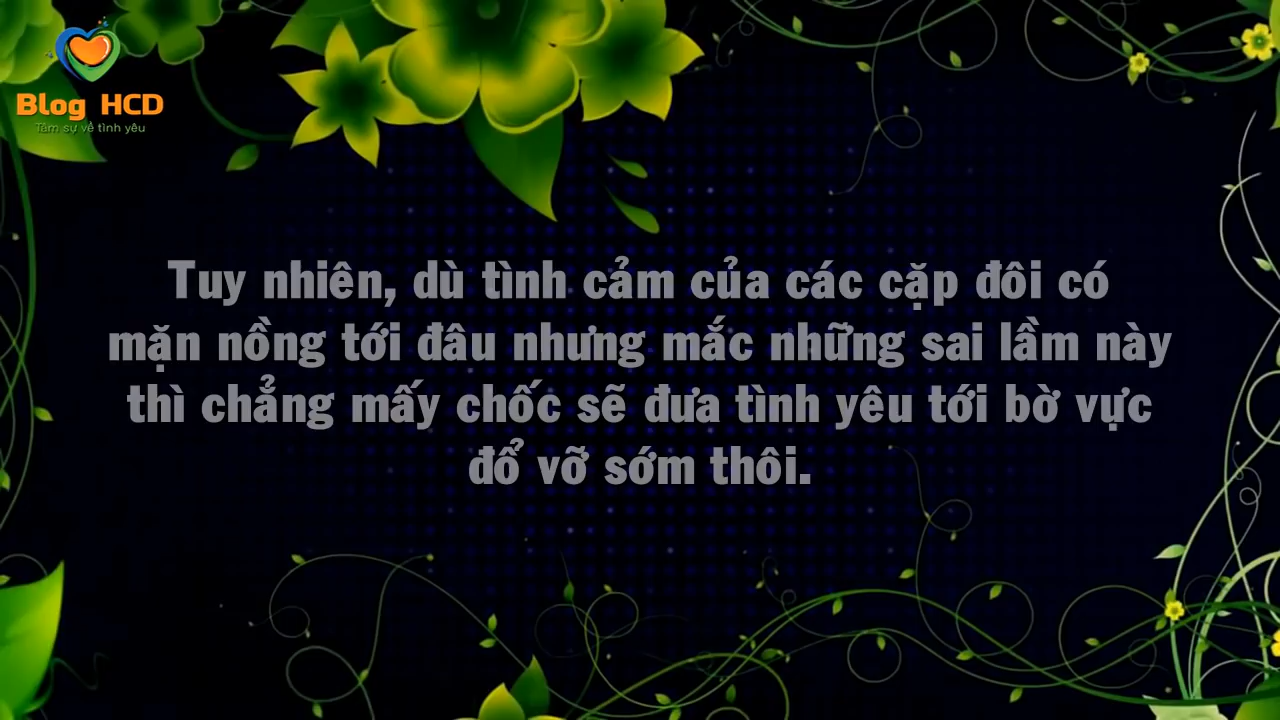 Blog HCD
Tâm sự về tình yêu
Tuy nhiên, dù tình cảm của các cặp đôi có
mặn nồng tới đâu nhưng mắc những sai lầm này
thì chẳng mấy chốc sẽ đưa tình yêu tới bờ vực
đổ vỡ sớm thôi.